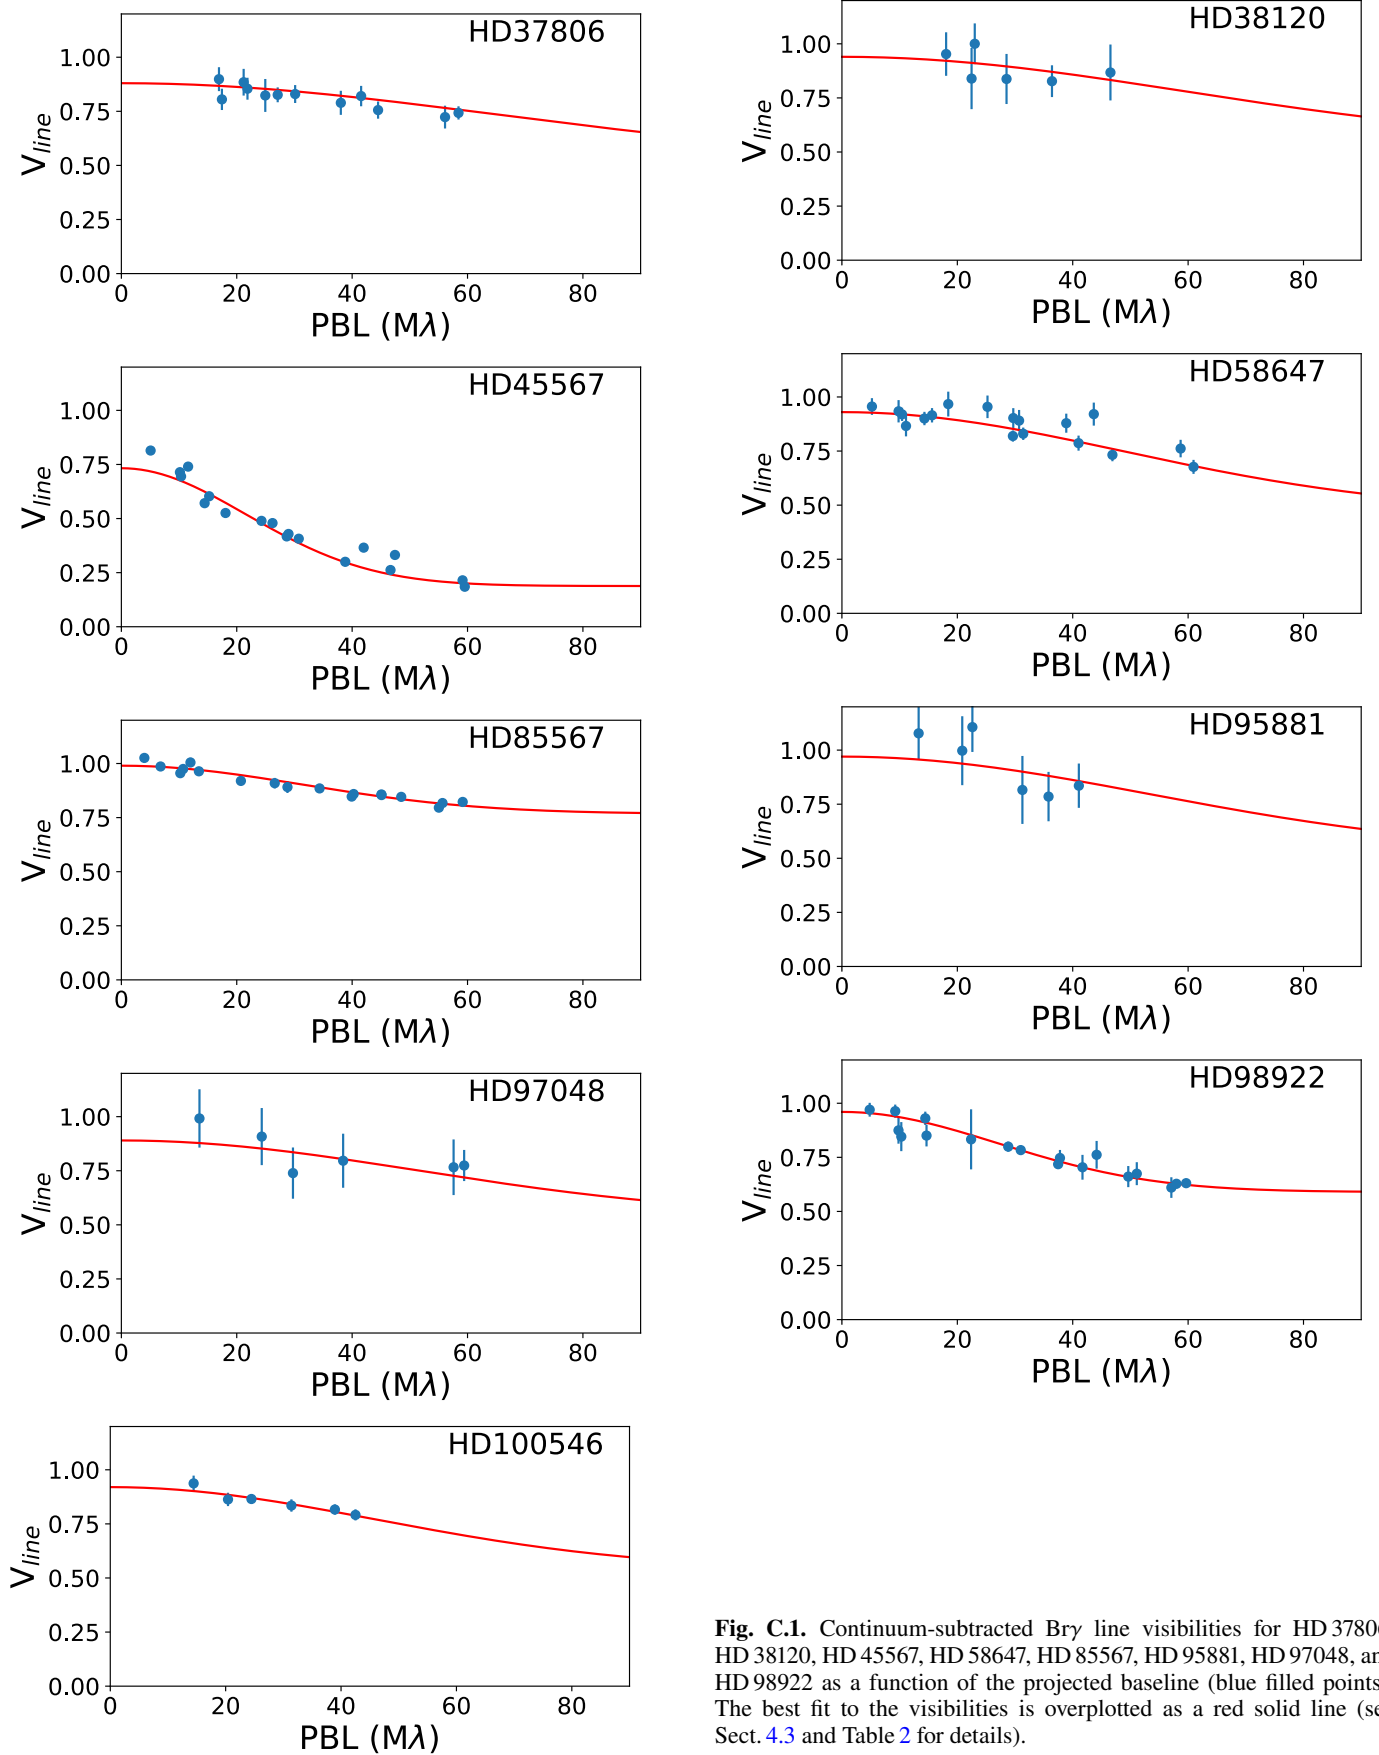 HD37806
1.00
0.75
0.50
0.25
0.00
V_line
0 20 40 60 80
PBL (Mλ)
HD38120
1.00
0.75
0.50
0.25
0.00
V_line
0 20 40 60 80
PBL (Mλ)
HD45567
1.00
0.75
0.50
0.25
0.00
V_line
0 20 40 60 80
PBL (Mλ)
HD58647
1.00
0.75
0.50
0.25
0.00
V_line
0 20 40 60 80
PBL (Mλ)
HD85567
1.00
0.75
0.50
0.25
0.00
V_line
0 20 40 60 80
PBL (Mλ)
HD95881
1.00
0.75
0.50
0.25
0.00
V_line
0 20 40 60 80
PBL (Mλ)
HD97048
1.00
0.75
0.50
0.25
0.00
V_line
0 20 40 60 80
PBL (Mλ)
HD98922
1.00
0.75
0.50
0.25
0.00
V_line
0 20 40 60 80
PBL (Mλ)
HD100546
1.00
0.75
0.50
0.25
0.00
V_line
0 20 40 60 80
PBL (Mλ)
Fig. C.1. Continuum-subtracted Brγ line visibilities for HD 37806
HD 38120, HD 45567, HD 58647, HD 85567, HD 95881, HD 97048, an
HD 98922 as a function of the projected baseline (blue filled points
The best fit to the visibilities is overplotted as a red solid line (se
Sect. 4.3 and Table 2 for details).